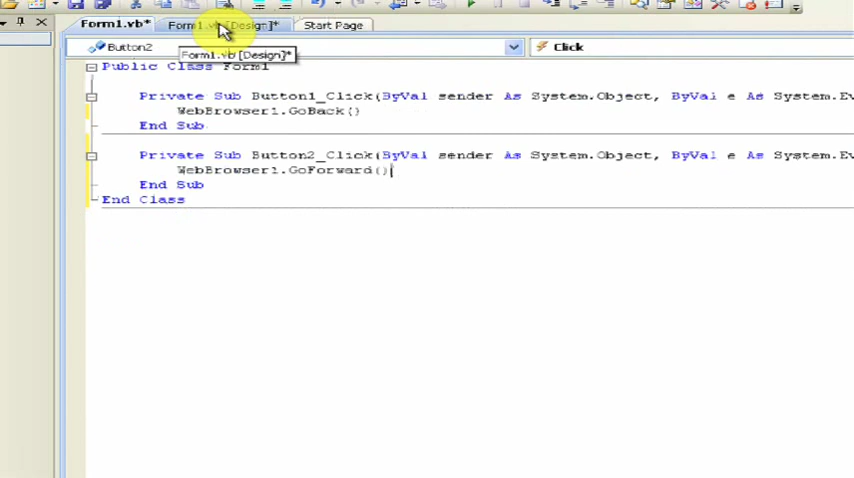 Form1.vb* Form1.vb [Design]* Start Page
Button2 Click
Form1.vb [Design]*
Public Class Form1
Private Sub Button1_Click(ByVal sender As System.Object, ByVal e As System.Ev
WebBrowser1.GoBack()
End Sub
Private Sub Button2_Click(ByVal sender As System.Object, ByVal e As System.Ev
WebBrowser1.GoForward()
End Sub
End Class